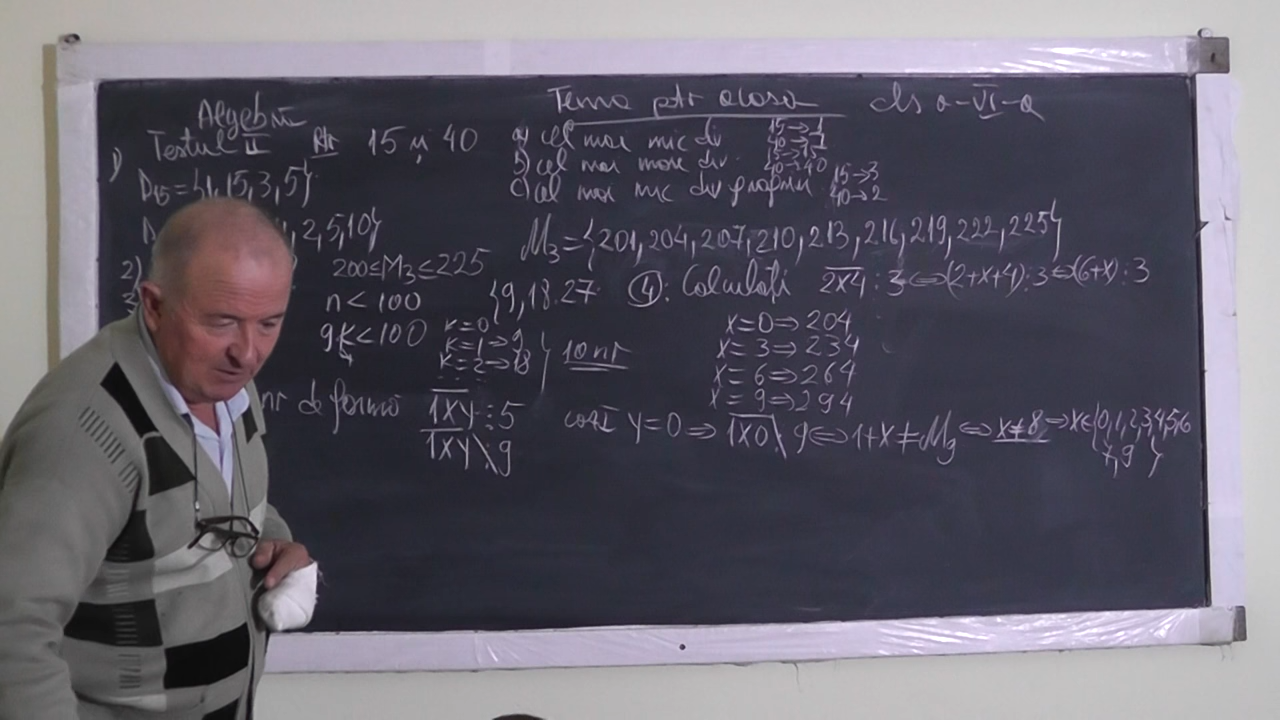 Algebră
Tema ptr acasa cls a-VI-a
Testul II Ptr 15 și 40
a) cel mai mic div 15→1
40→1
b) cel mai mare div. 15→15
40→40
c) cel mai mic div propriu 15→3
40→2
1)
D15={1,15,3,5}
D
2,5,10}
M3={201,204,207,210,213,216,219,222,225}
2)
200≤M3≤225
n<100
{9,18.27
④. Calculați 2x4 ⋮ 3⇔(2+x+4)⋮3⇔(6+x)⋮3
9k<100
k=0
k=1→9
k=2→18
10 nr
x=0⇒204
x=3⇒234
x=6⇒264
x=9⇒294
nr de formă 1xy ⋮ 5
1xy \⋮ 9
y=0⇒1x0 \⋮ 9⇔1+x≠M9⇔x≠8⇒x∈{0,1,2,3,4,5,6
7,9}